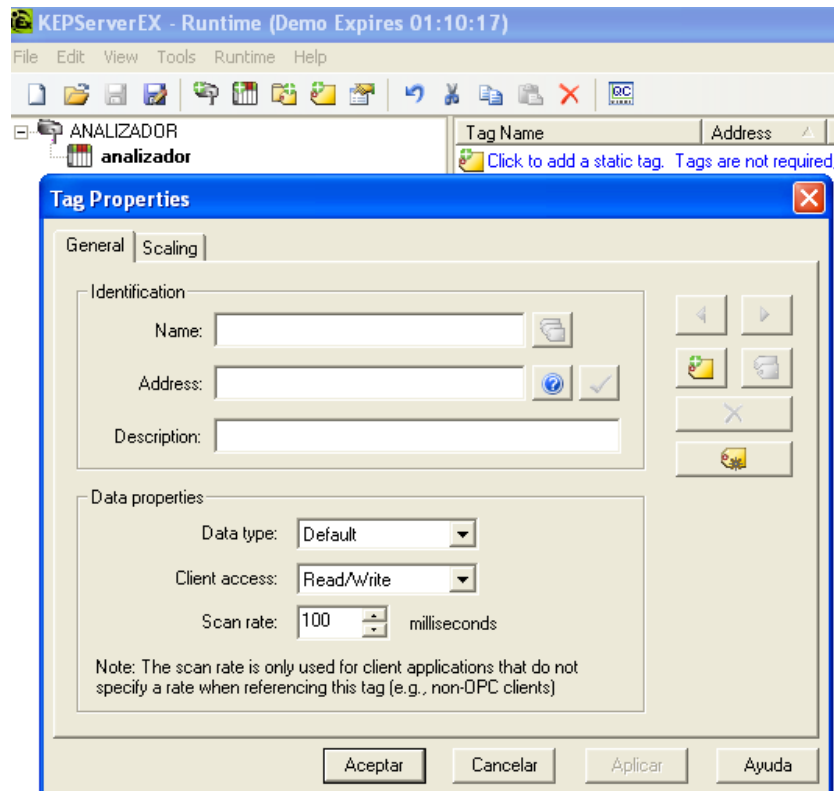 KEPServerEX - Runtime (Demo Expires 01:10:17)
File Edit View Tools Runtime Help
QC
ANALIZADOR
analizador
Tag Name Address
Click to add a static tag. Tags are not required
Tag Properties
General Scaling
Identification
Name:
Address:
Description:
Data properties
Data type: Default
Client access: Read/Write
Scan rate: 100 milliseconds
Note: The scan rate is only used for client applications that do not
specify a rate when referencing this tag (e.g., non-OPC clients)
Aceptar Cancelar Aplicar Ayuda